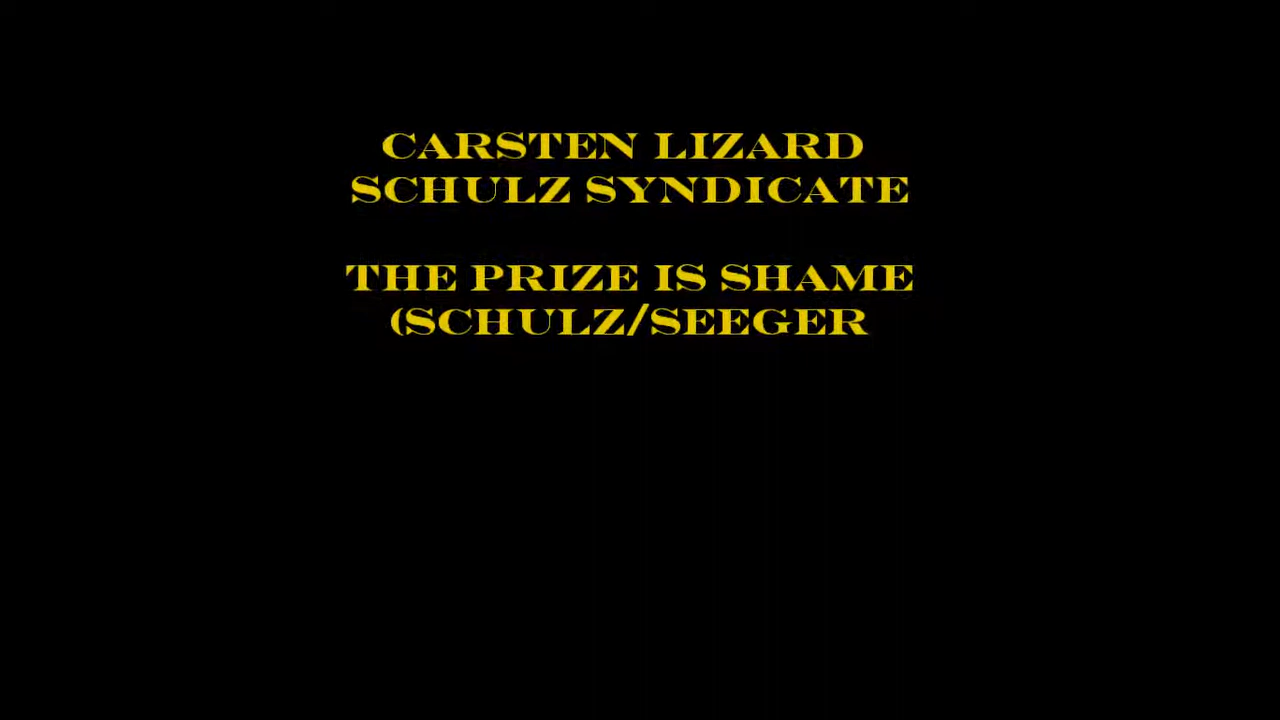 CARSTEN LIZARD
SCHULZ SYNDICATE
THE PRIZE IS SHAME
(SCHULZ/SEEGER